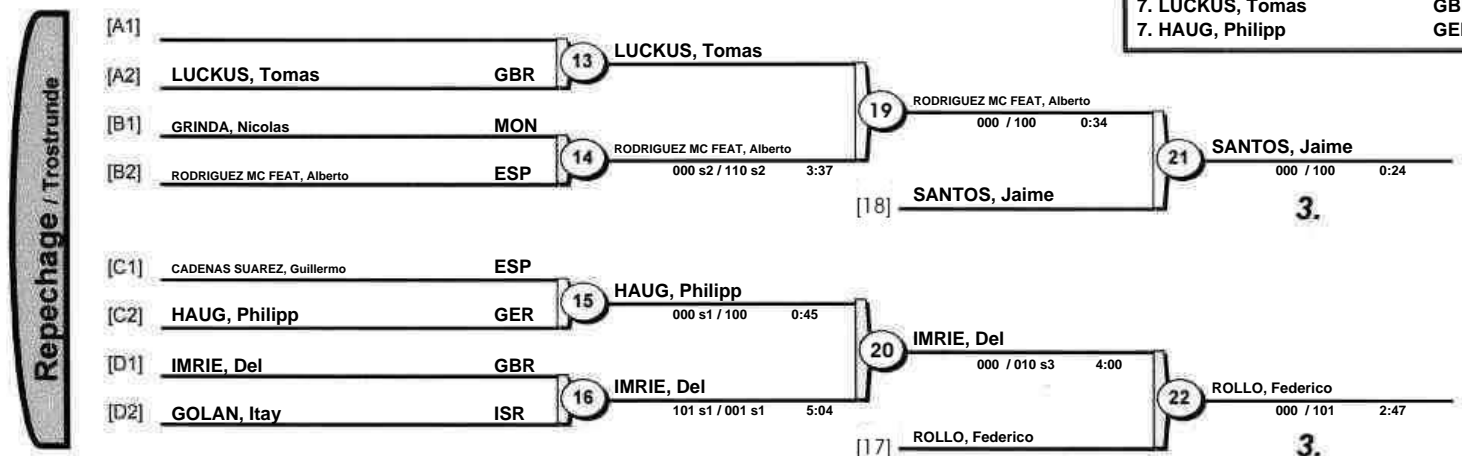 7. LUCKUS, Tomas GB
7. HAUG, Philipp GE
Repechage / Trostrunde
[A1]
[A2] LUCKUS, Tomas GBR
13 LUCKUS, Tomas
[B1] GRINDA, Nicolas MON
[B2] RODRIGUEZ MC FEAT, Alberto ESP
14 RODRIGUEZ MC FEAT, Alberto
000 s2 / 110 s2 3:37
19 RODRIGUEZ MC FEAT, Alberto
000 / 100 0:34
[18] SANTOS, Jaime
21 SANTOS, Jaime
000 / 100 0:24
3.
[C1] CADENAS SUAREZ, Guillermo ESP
[C2] HAUG, Philipp GER
15 HAUG, Philipp
000 s1 / 100 0:45
[D1] IMRIE, Del GBR
[D2] GOLAN, Itay ISR
16 IMRIE, Del
101 s1 / 001 s1 5:04
20 IMRIE, Del
000 / 010 s3 4:00
[17] ROLLO, Federico
22 ROLLO, Federico
000 / 101 2:47
3.